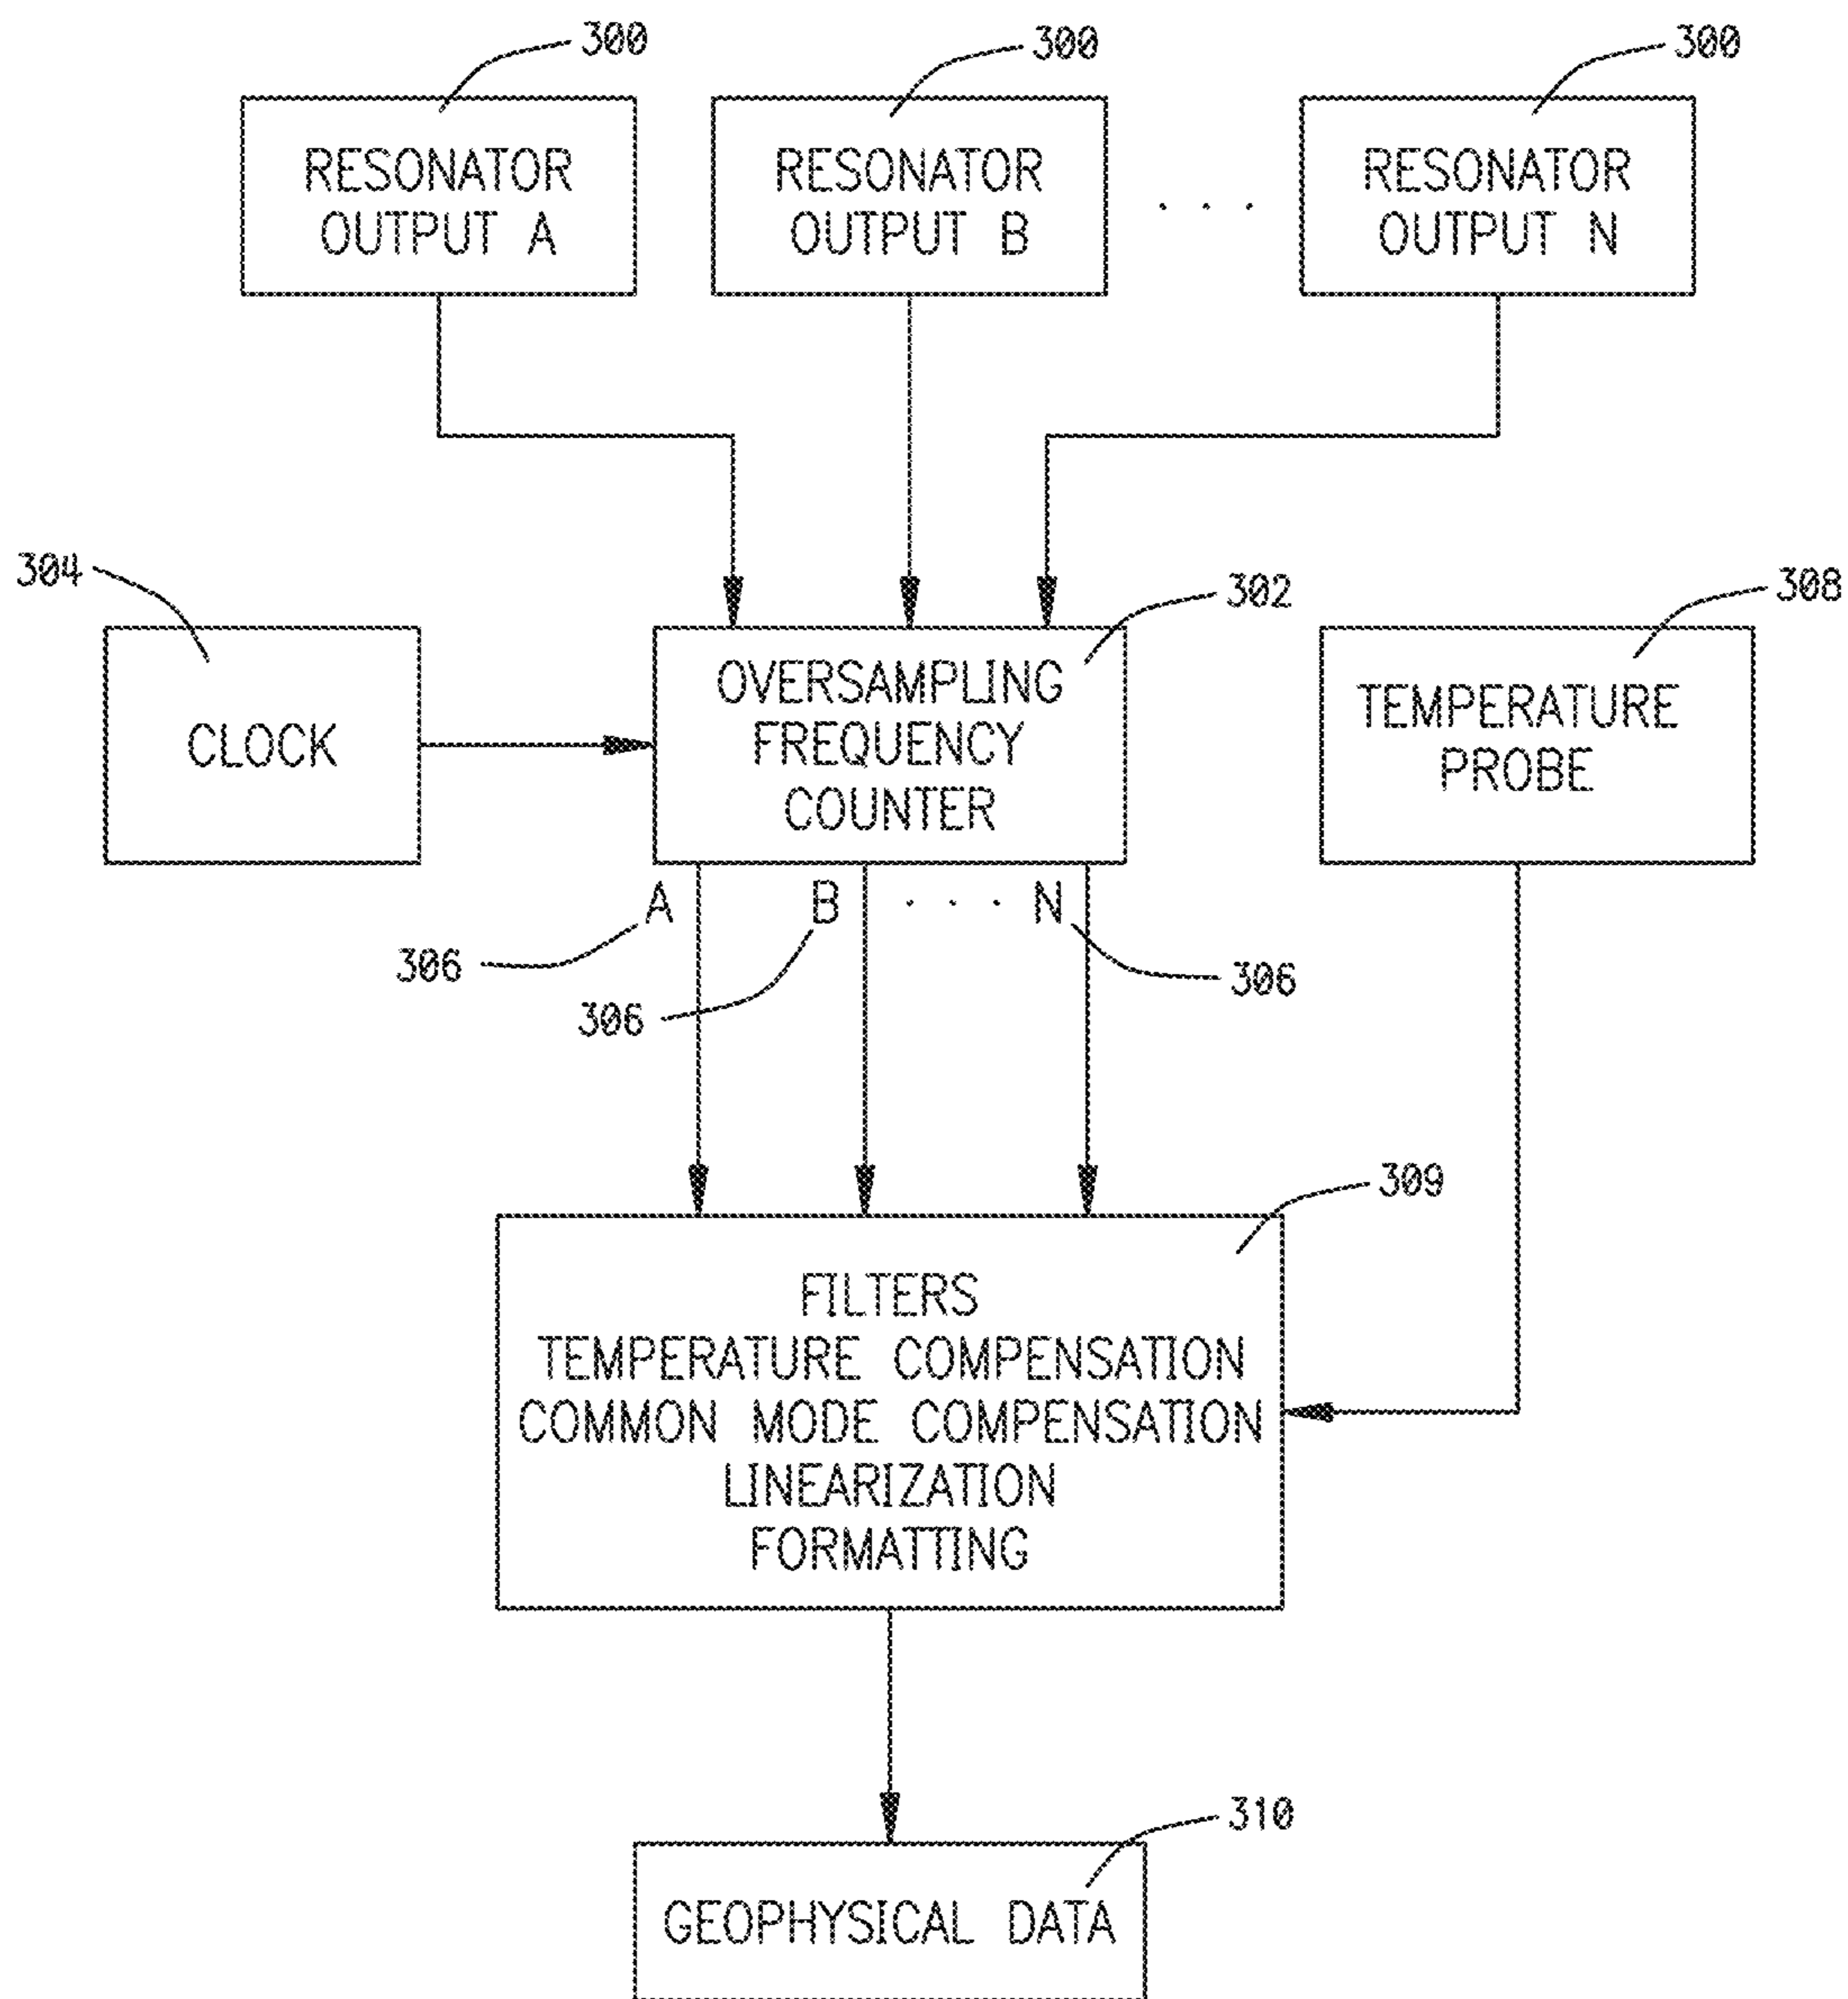 300
300
300
RESONATOR
OUTPUT A
RESONATOR
OUTPUT B
. . .
RESONATOR
OUTPUT N
304
302
308
CLOCK
OVERSAMPLING
FREQUENCY
COUNTER
TEMPERATURE
PROBE
A
B
. . .
N
306
306
306
309
FILTERS
TEMPERATURE COMPENSATION
COMMON MODE COMPENSATION
LINEARIZATION
FORMATTING
310
GEOPHYSICAL DATA